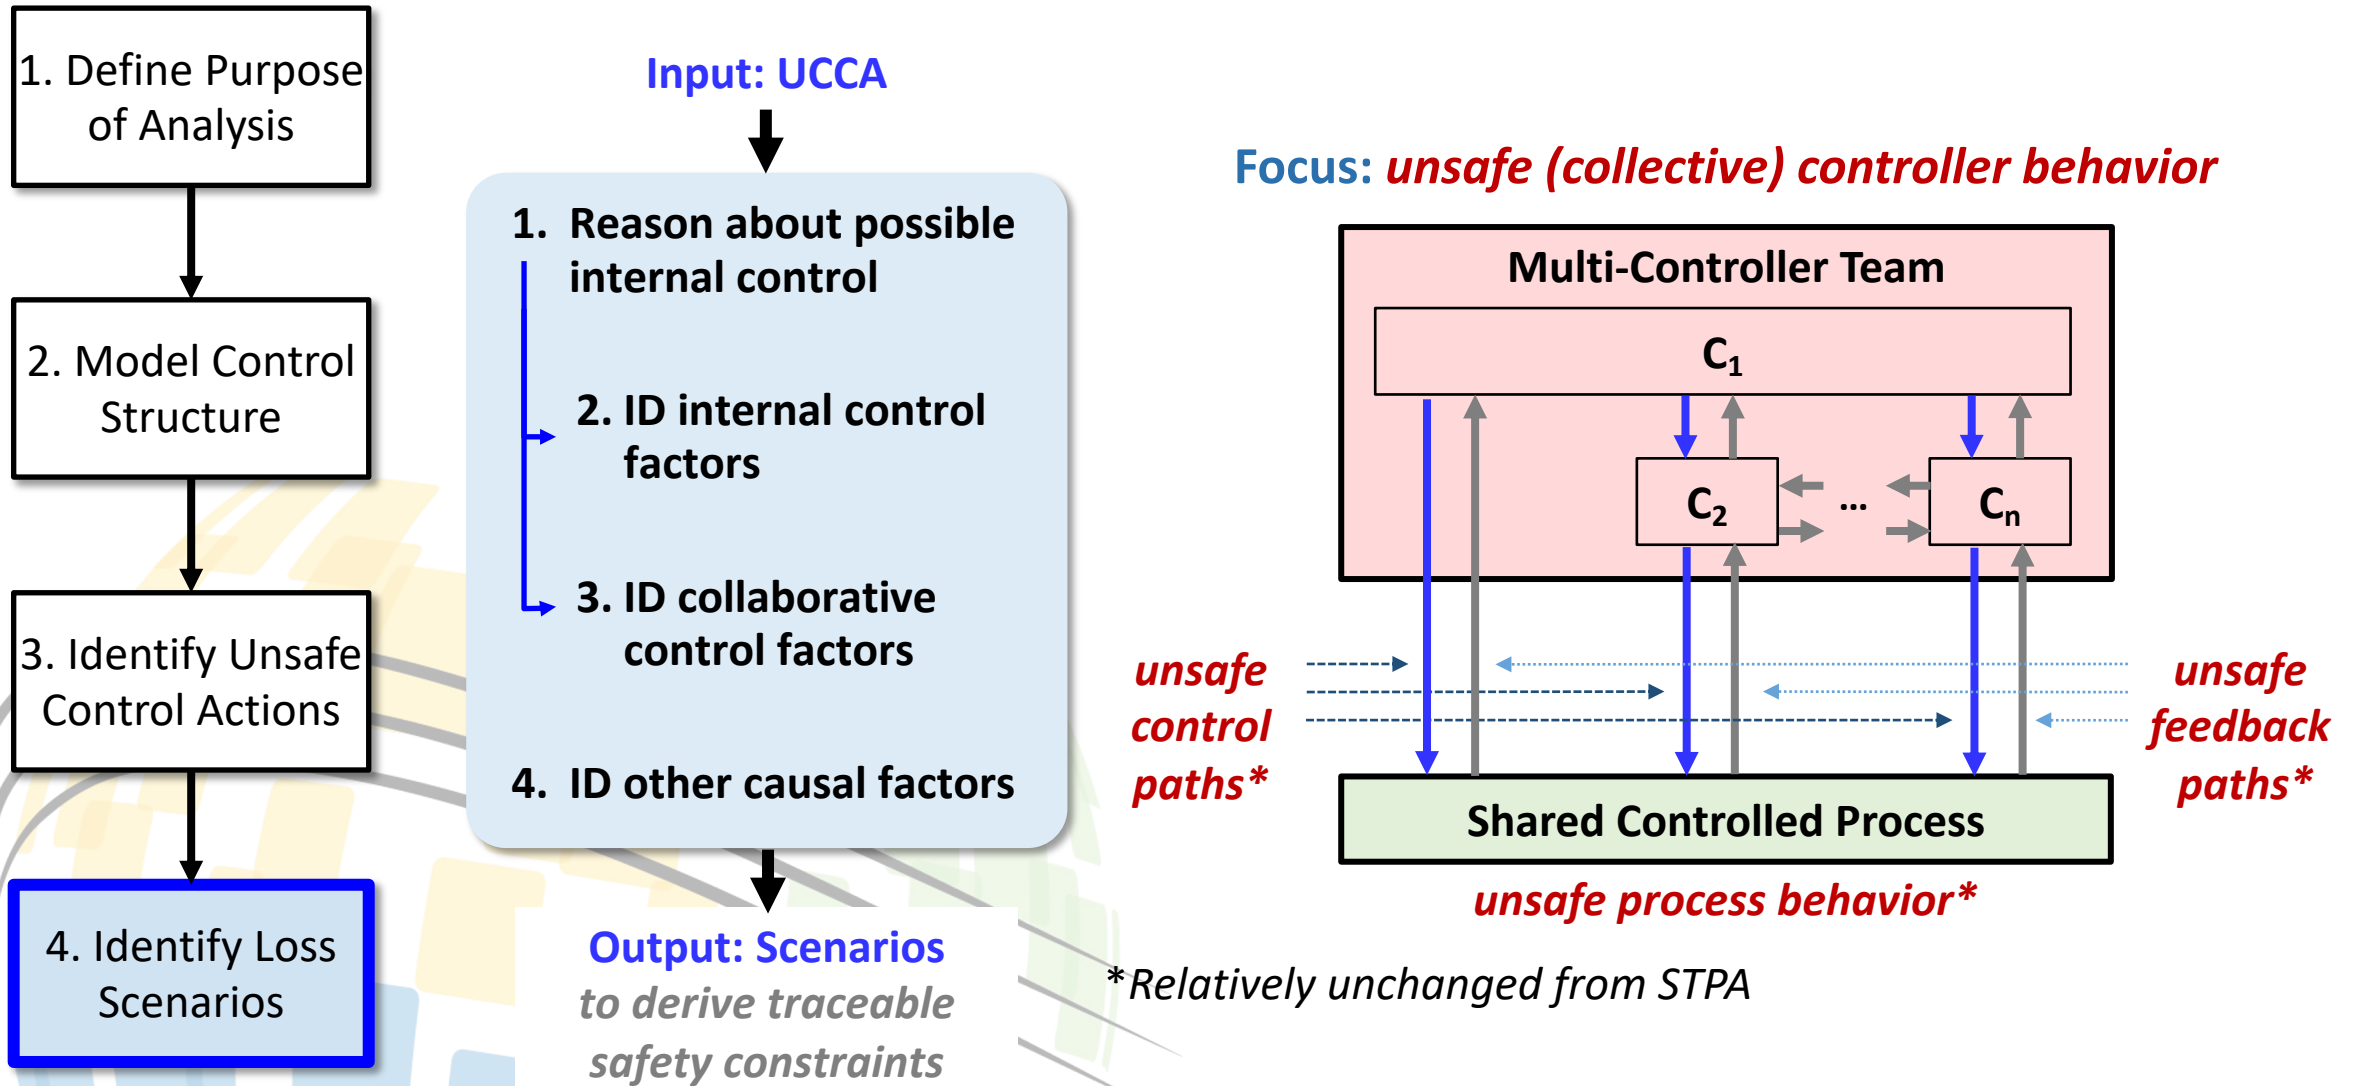 1. Define Purpose
of Analysis
2. Model Control
Structure
3. Identify Unsafe
Control Actions
4. Identify Loss
Scenarios
Input: UCCA
1. Reason about possible
internal control
2. ID internal control
factors
3. ID collaborative
control factors
4. ID other causal factors
Output: Scenarios
to derive traceable
safety constraints
Focus: unsafe (collective) controller behavior
Multi-Controller Team
C1
C2
...
Cn
unsafe
control
paths*
unsafe
feedback
paths*
Shared Controlled Process
unsafe process behavior*
*Relatively unchanged from STPA